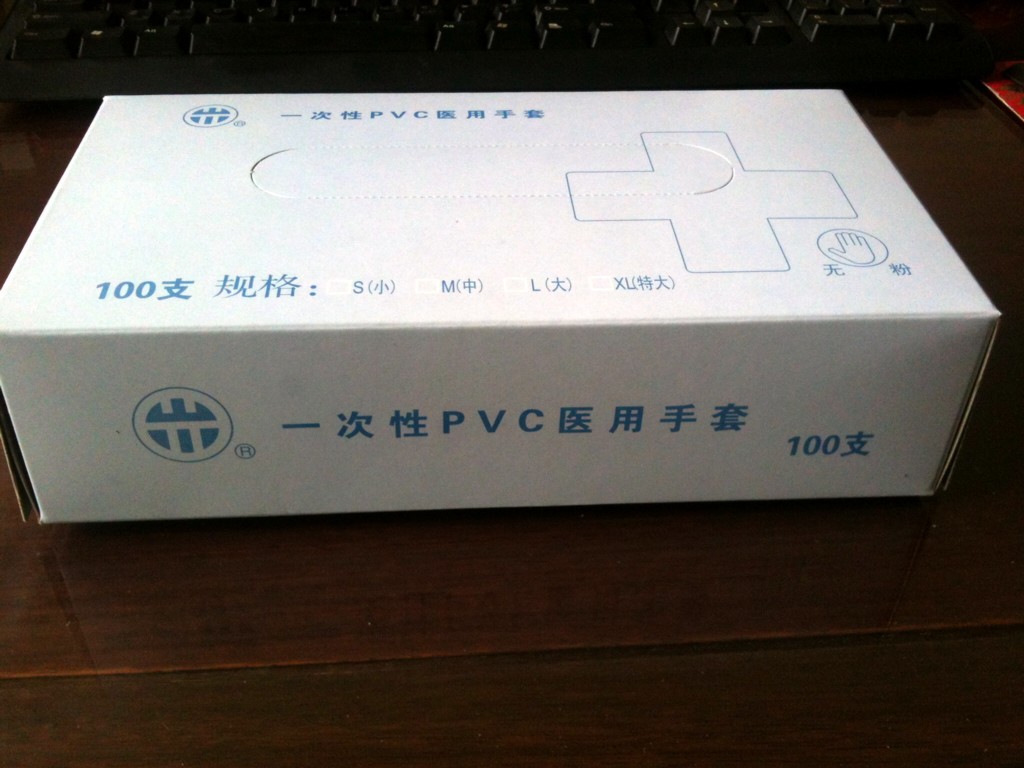 一次性PVC医用手套
无 粉
100支 规格： S(小) M(中) L(大) XL(特大)
® 一次性PVC医用手套 100支